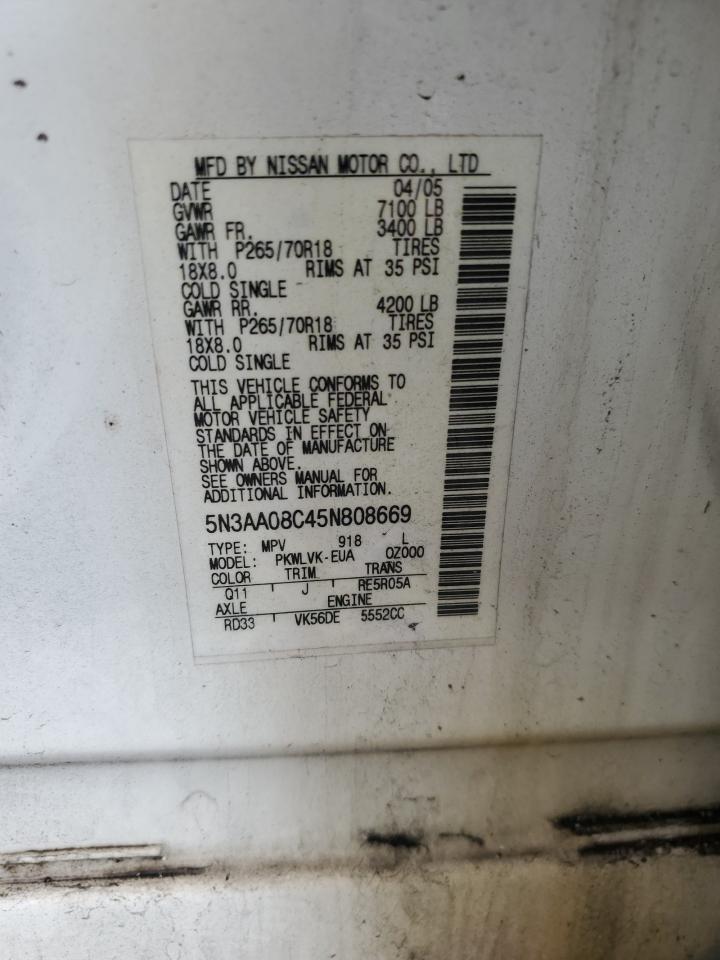 MFD BY NISSAN MOTOR CO., LTD
DATE 04/05
GVWR 7100 LB
GAWR FR. 3400 LB
WITH P265/70R18 TIRES
18X8.0 RIMS AT 35 PSI
COLD SINGLE
GAWR RR. 4200 LB
WITH P265/70R18 TIRES
18X8.0 RIMS AT 35 PSI
COLD SINGLE
THIS VEHICLE CONFORMS TO
ALL APPLICABLE FEDERAL
MOTOR VEHICLE SAFETY
STANDARDS IN EFFECT ON
THE DATE OF MANUFACTURE
SHOWN ABOVE.
SEE OWNERS MANUAL FOR
ADDITIONAL INFORMATION.
5N3AA08C45N808669
TYPE: MPV 918 L
MODEL: PKWLVK-EUA 0Z000
COLOR TRIM TRANS
Q11 J RE5R05A
AXLE ENGINE
RD33 VK56DE 5552CC